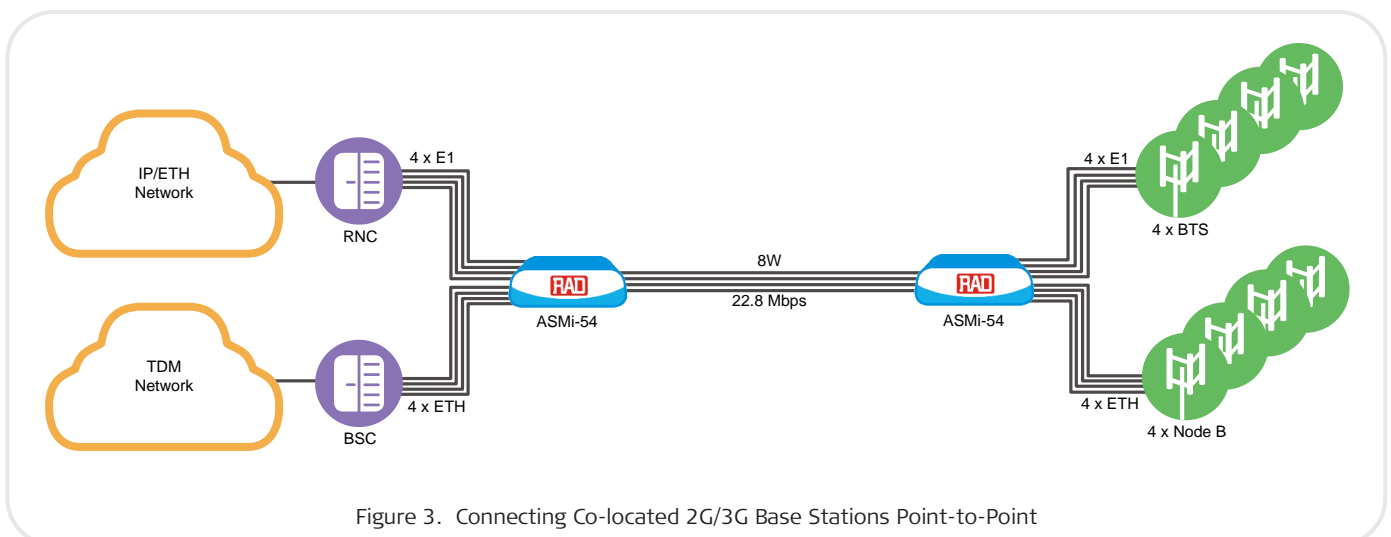 IP/ETH
Network
RNC
4 x E1
TDM
Network
BSC
4 x ETH
RAD
ASMi-54
8W
22.8 Mbps
RAD
ASMi-54
4 x E1
4 x BTS
4 x ETH
4 x Node B
Figure 3. Connecting Co-located 2G/3G Base Stations Point-to-Point